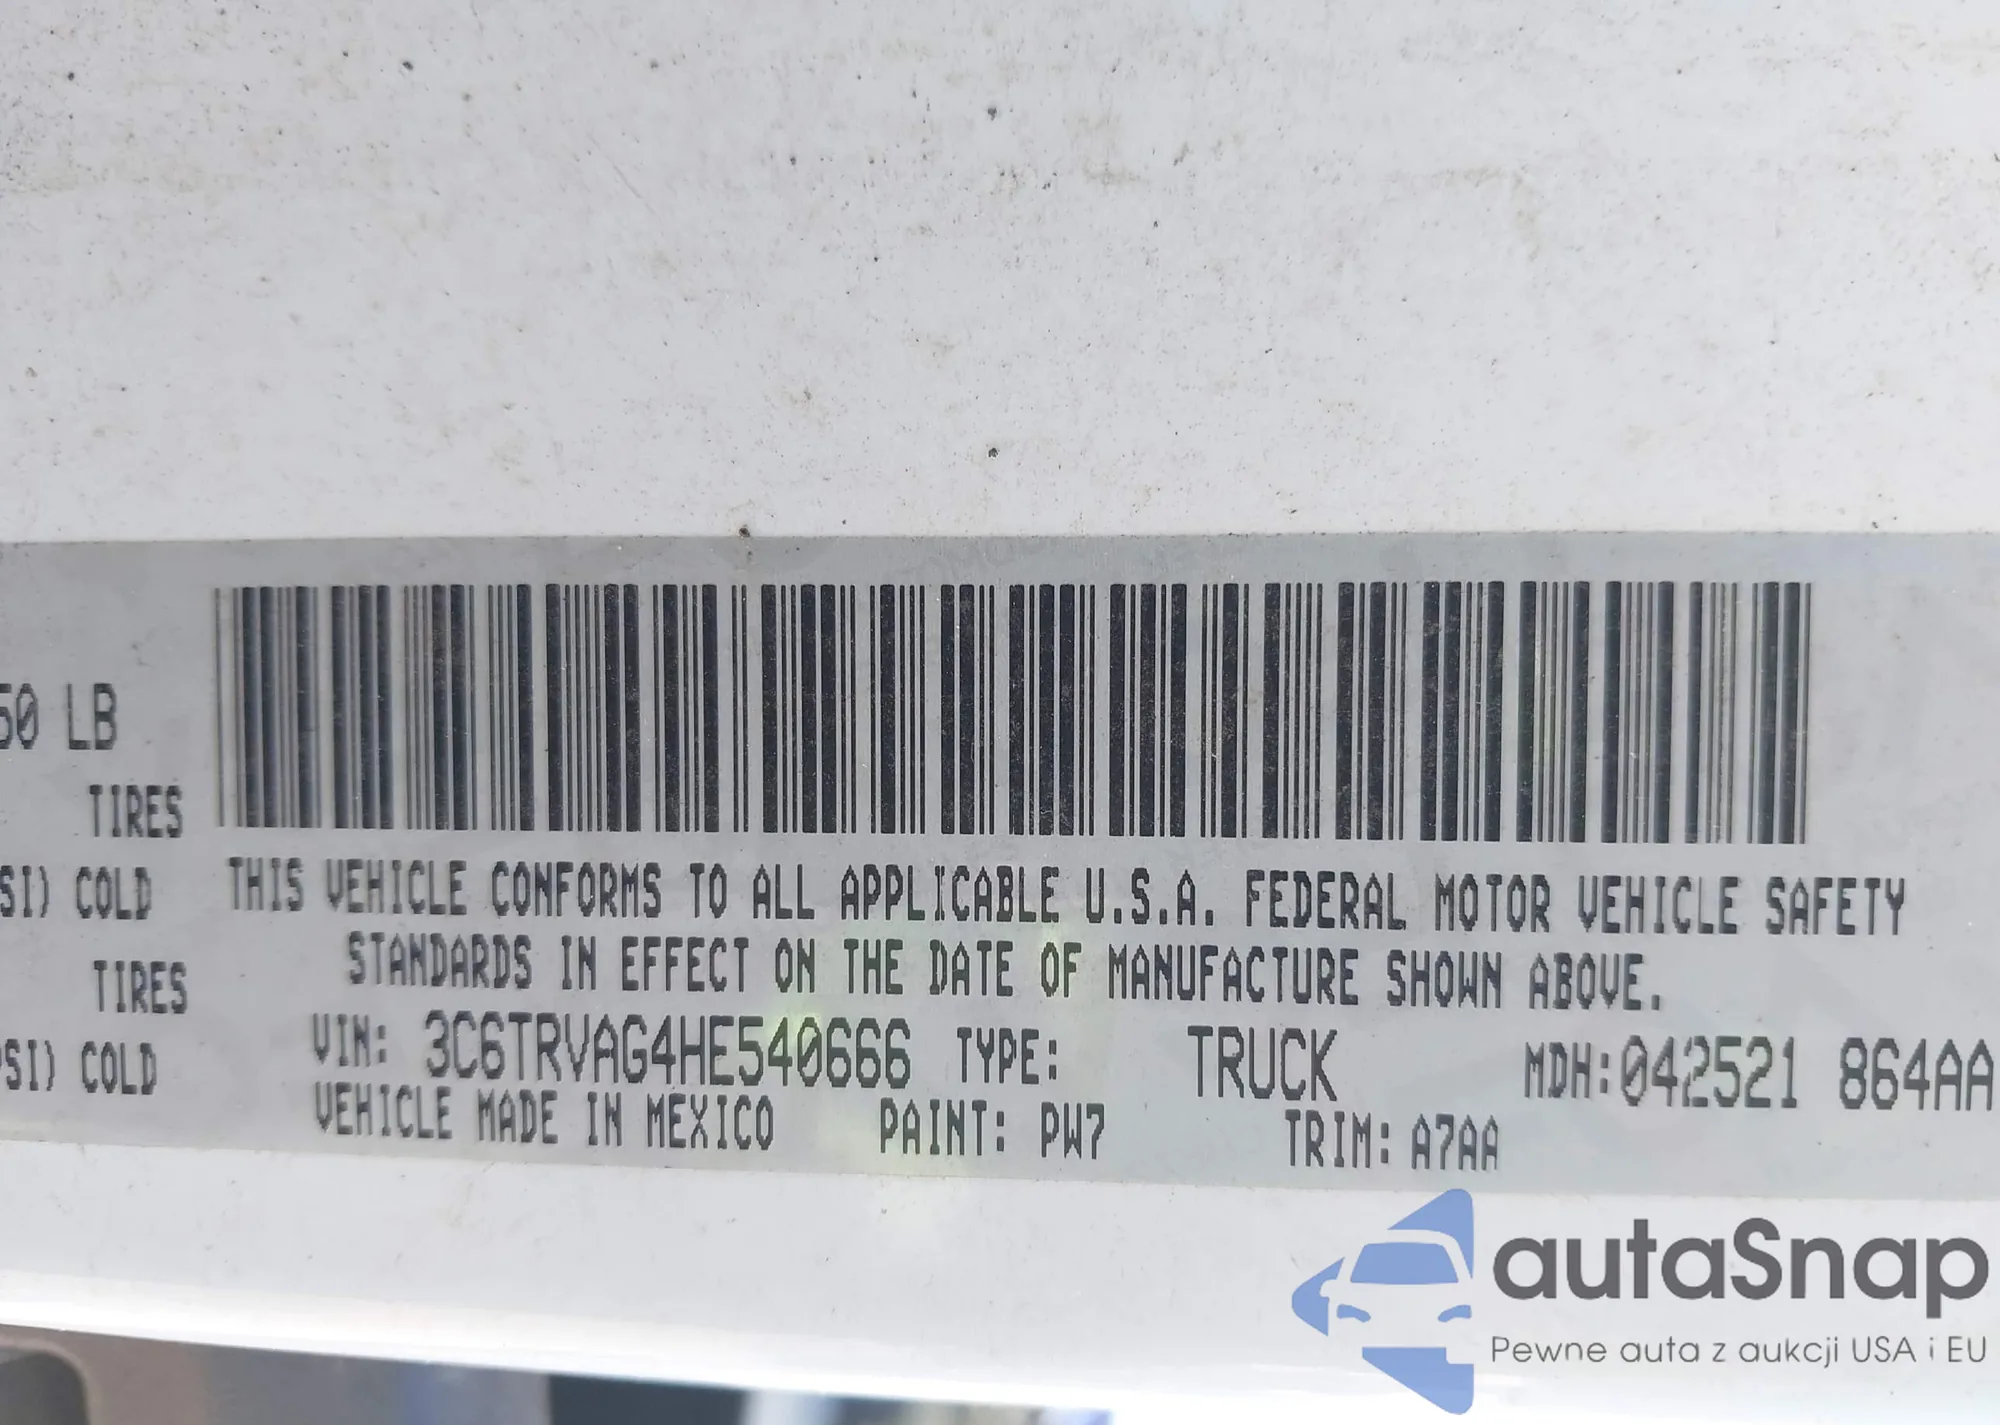 50 LB
TIRES
SI) COLD
TIRES
PSI) COLD
THIS VEHICLE CONFORMS TO ALL APPLICABLE U.S.A. FEDERAL MOTOR VEHICLE SAFETY
STANDARDS IN EFFECT ON THE DATE OF MANUFACTURE SHOWN ABOVE.
VIN: 3C6TRVAG4HE540666 TYPE: TRUCK MDH:042521 864AA
VEHICLE MADE IN MEXICO PAINT: PW7 TRIM: A7AA
autaSnap
Pewne auta z aukcji USA i EU